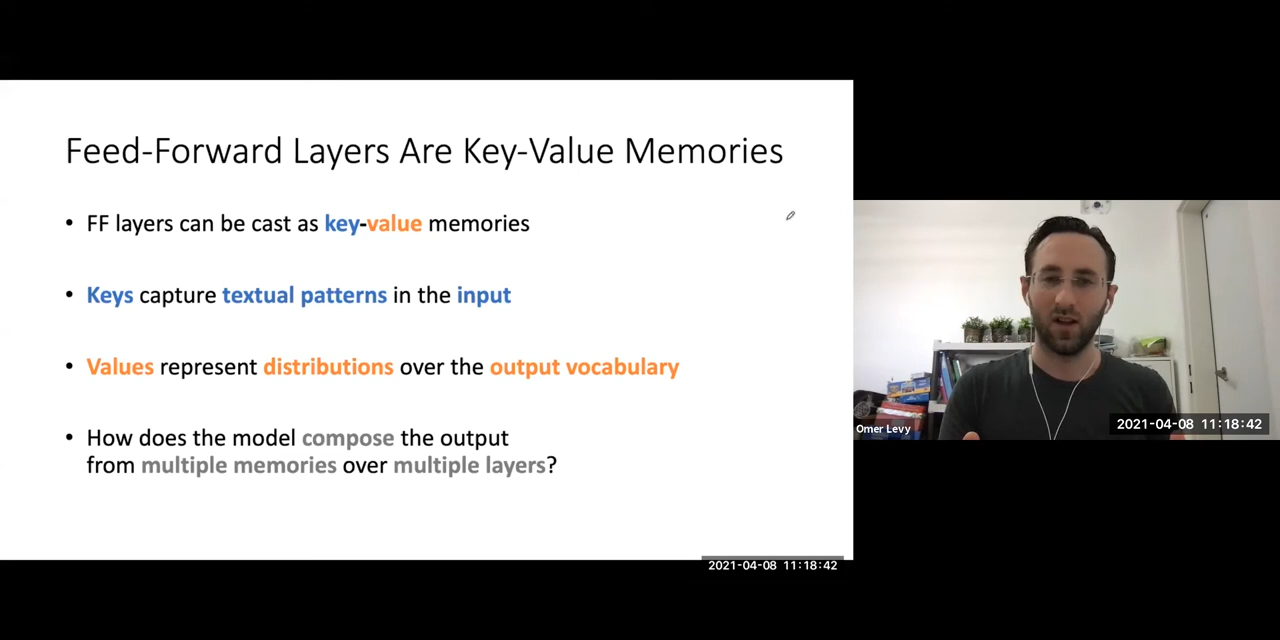 Feed-Forward Layers Are Key-Value Memories
• FF layers can be cast as key-value memories
• Keys capture textual patterns in the input
• Values represent distributions over the output vocabulary
• How does the model compose the output
from multiple memories over multiple layers?
Omer Levy
2021-04-08 11:18:42
2021-04-08 11:18:42